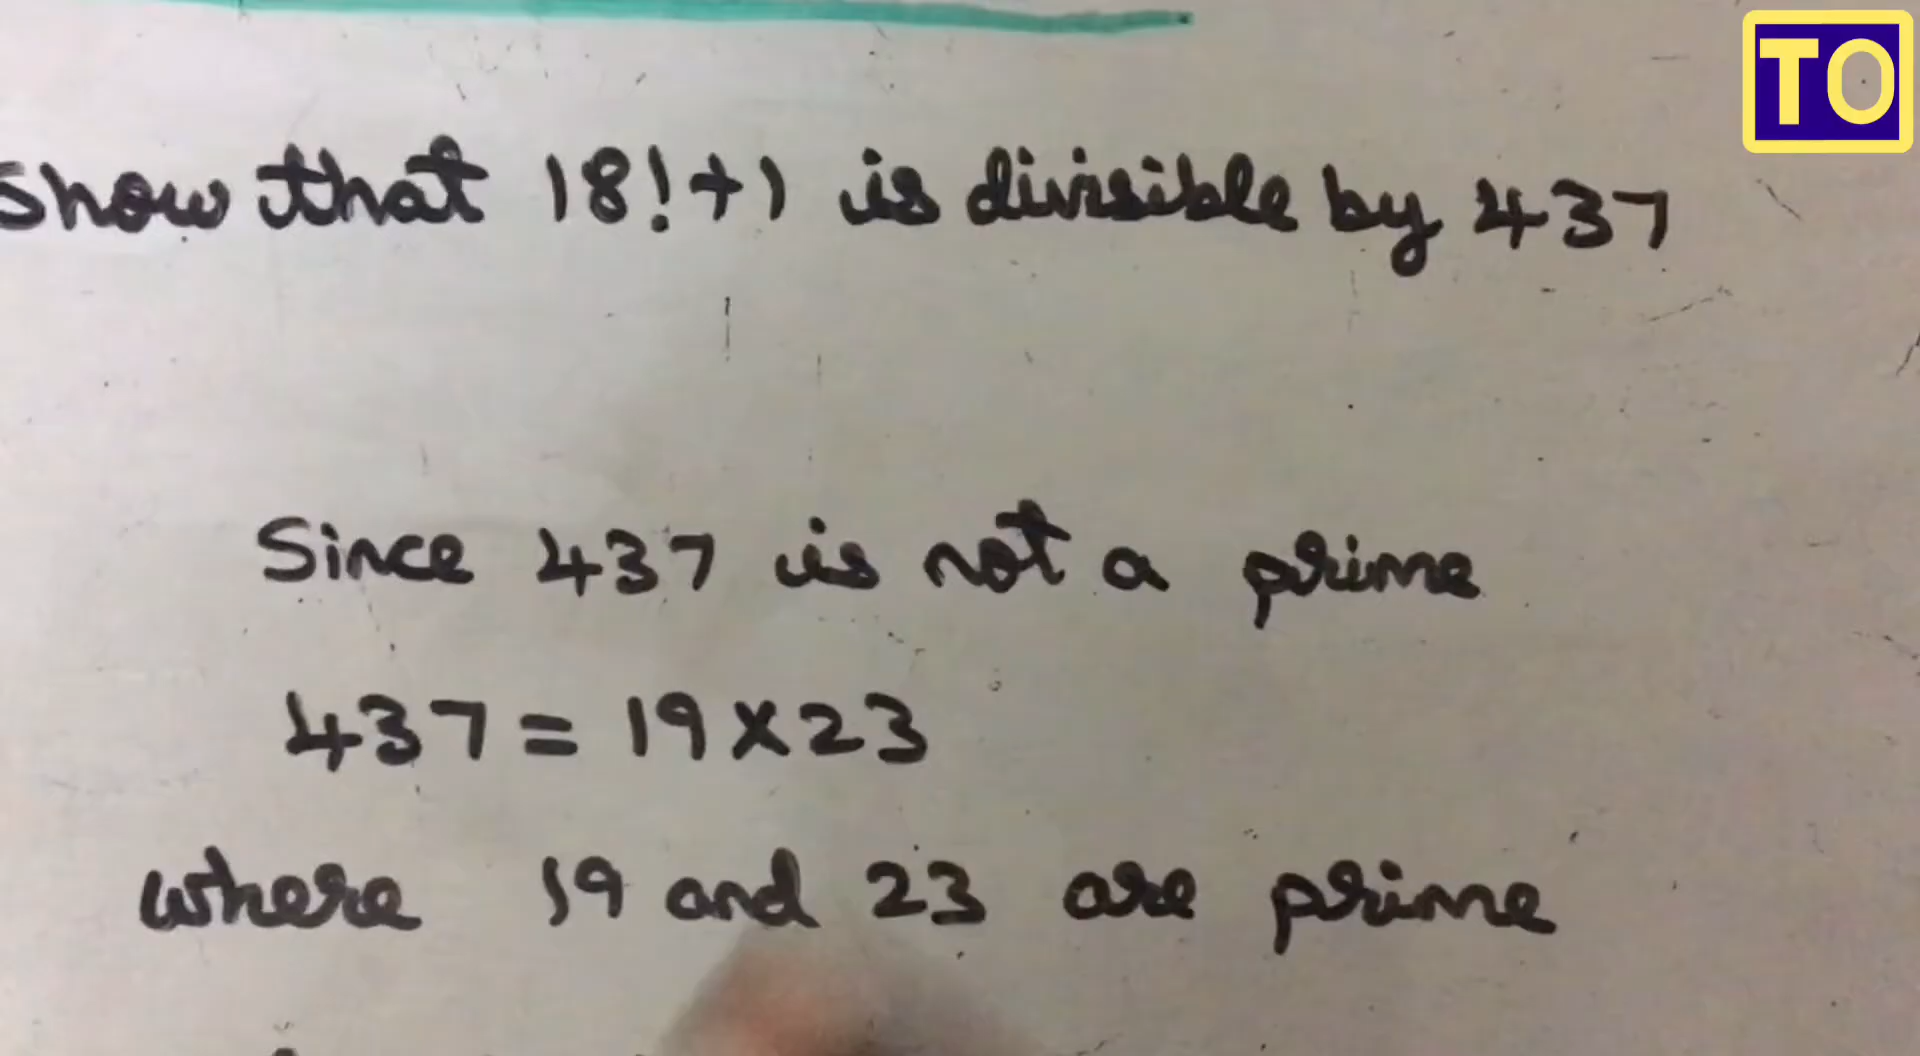 TO
show that 18!+1 is divisible by 437
Since 437 is not a prime
437 = 19×23
where 19 and 23 are prime